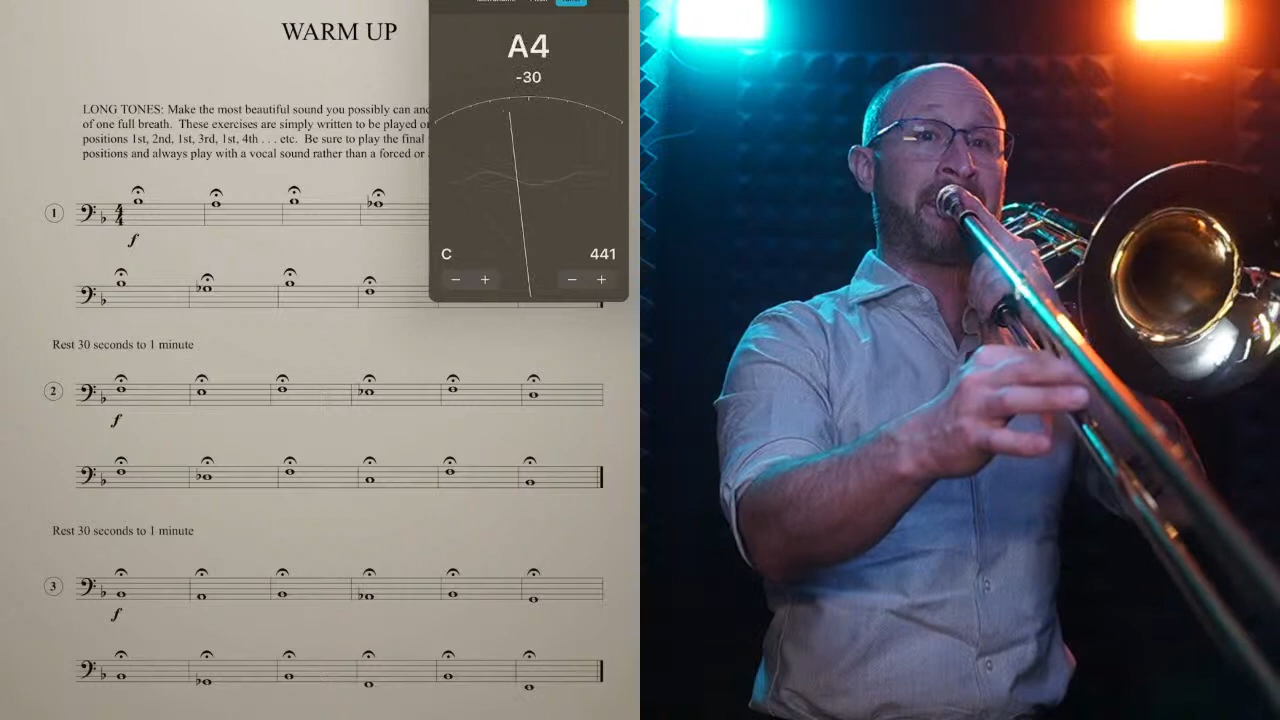 WARM UP
A4
-30
LONG TONES: Make the most beautiful sound you possibly can and
of one full breath. These exercises are simply written to be played on
positions 1st, 2nd, 1st, 3rd, 1st, 4th . . . etc. Be sure to play the final
positions and always play with a vocal sound rather than a forced or
1
4
4
f
C
441
− +
− +
Rest 30 seconds to 1 minute
2
f
Rest 30 seconds to 1 minute
3
f